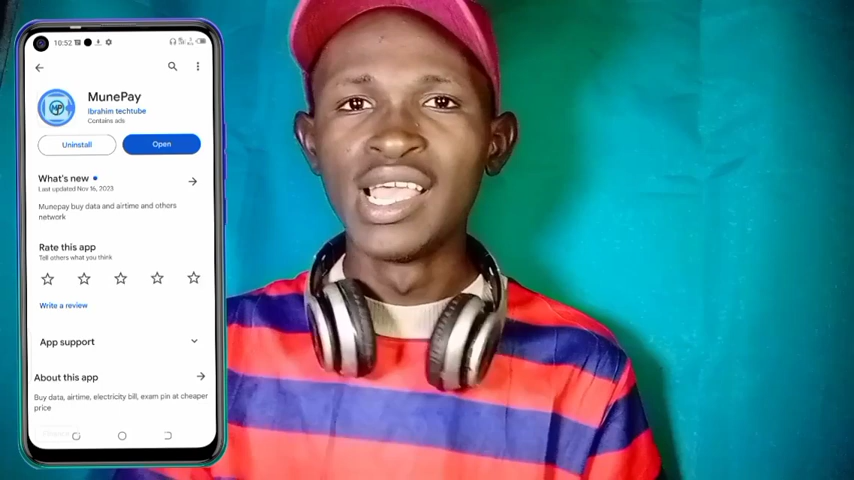 10:52
MunePay
Ibrahim techtube
Contains ads
Uninstall
Open
What's new
Last updated Nov 16, 2023
Munepay buy data and airtime and others
network
Rate this app
Tell others what you think
Write a review
App support
About this app
Buy data, airtime, electricity bill, exam pin at cheaper
price